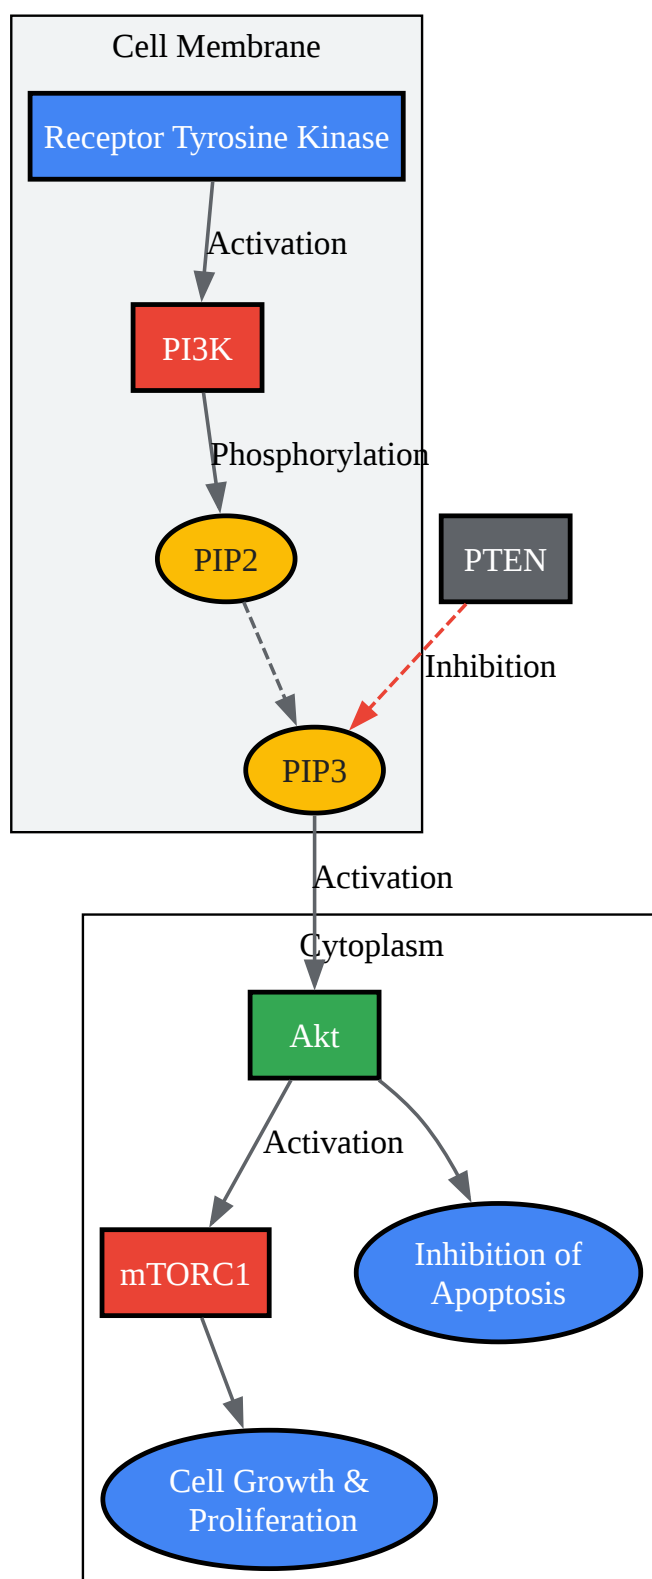 Cell Membrane
Receptor Tyrosine Kinase
Activation
PI3K
Phosphorylation
PIP2
PTEN
Inhibition
PIP3
Activation
Cytoplasm
Akt
Activation
mTORC1
Inhibition of
Apoptosis
Cell Growth &
Proliferation